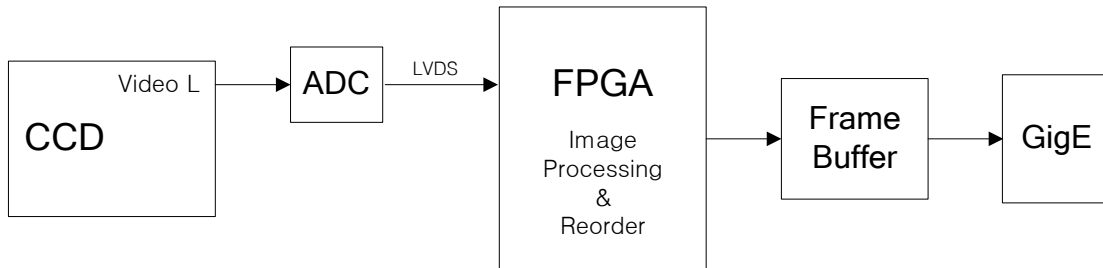 Video L
CCD
ADC
LVDS
FPGA
Image
Processing
&
Reorder
Frame
Buffer
GigE